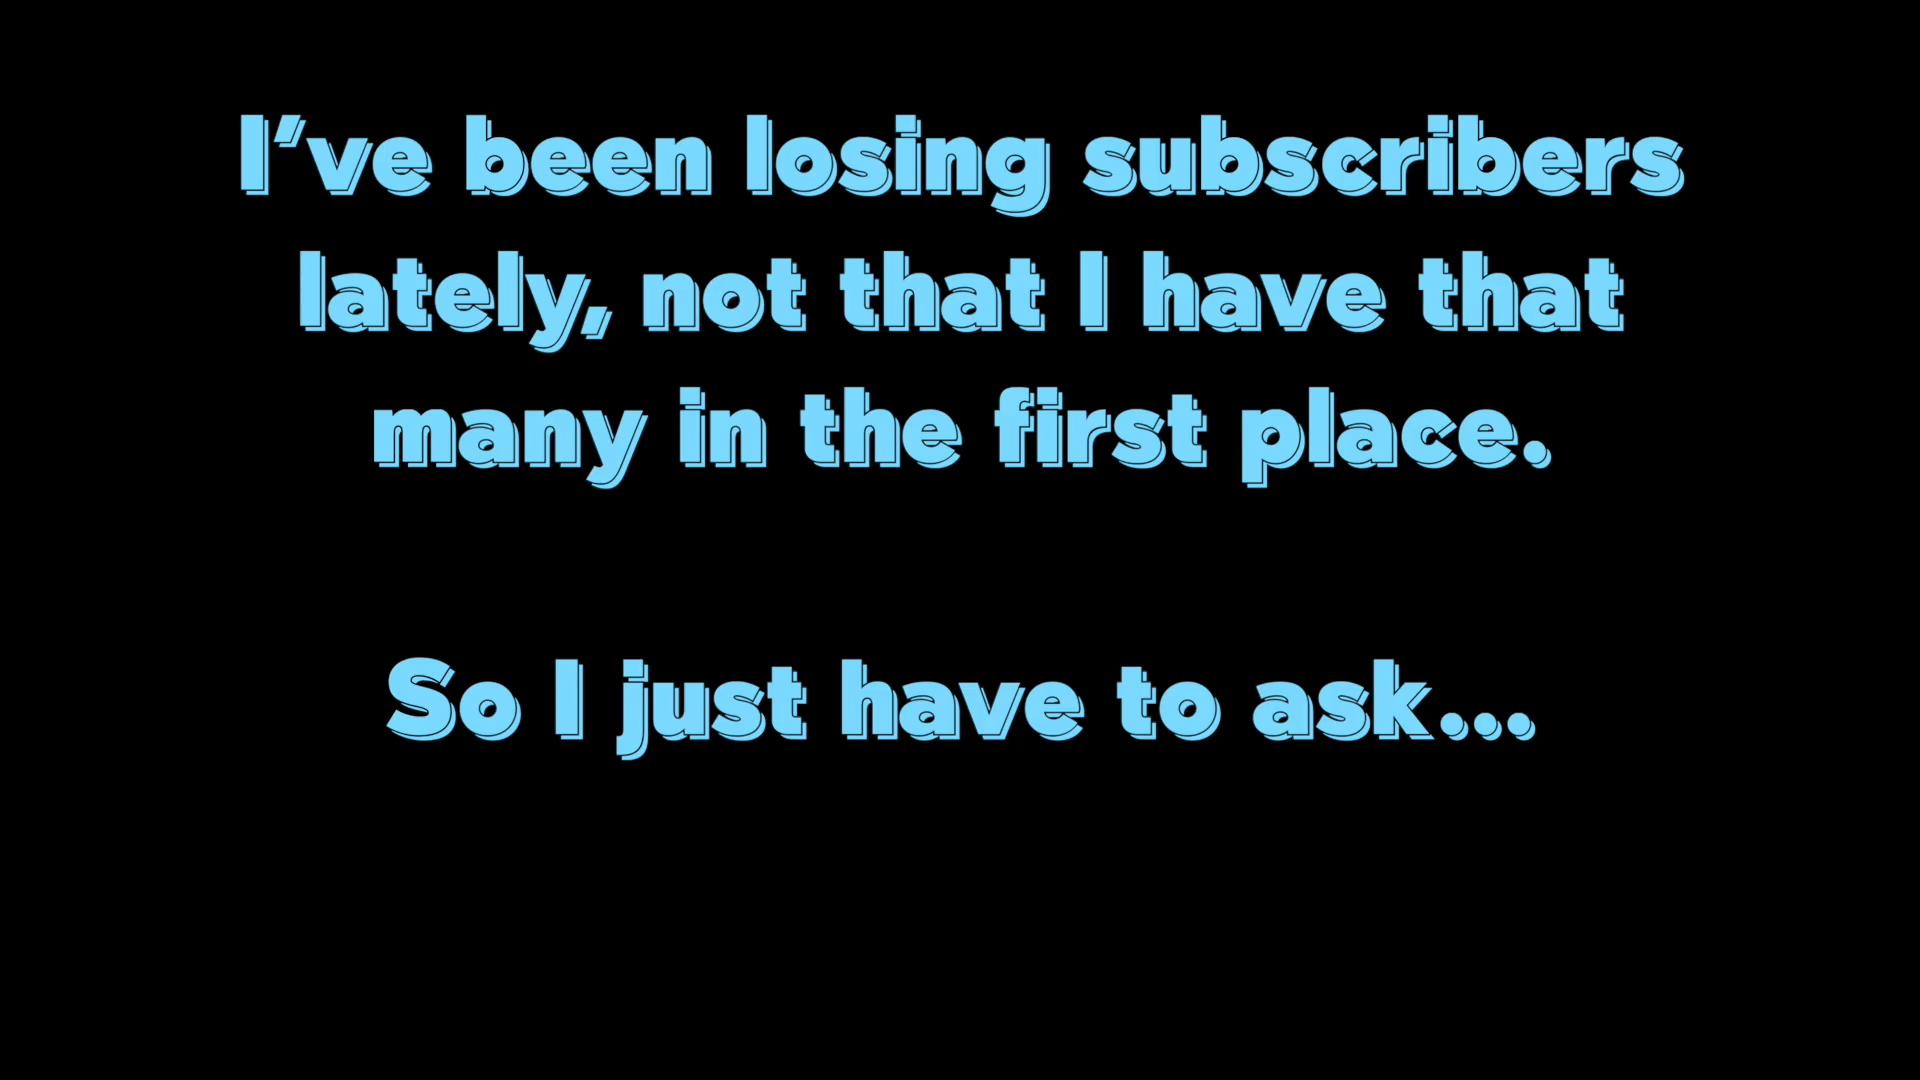 I’ve been losing subscribers
lately, not that I have that
many in the first place.
So I just have to ask...